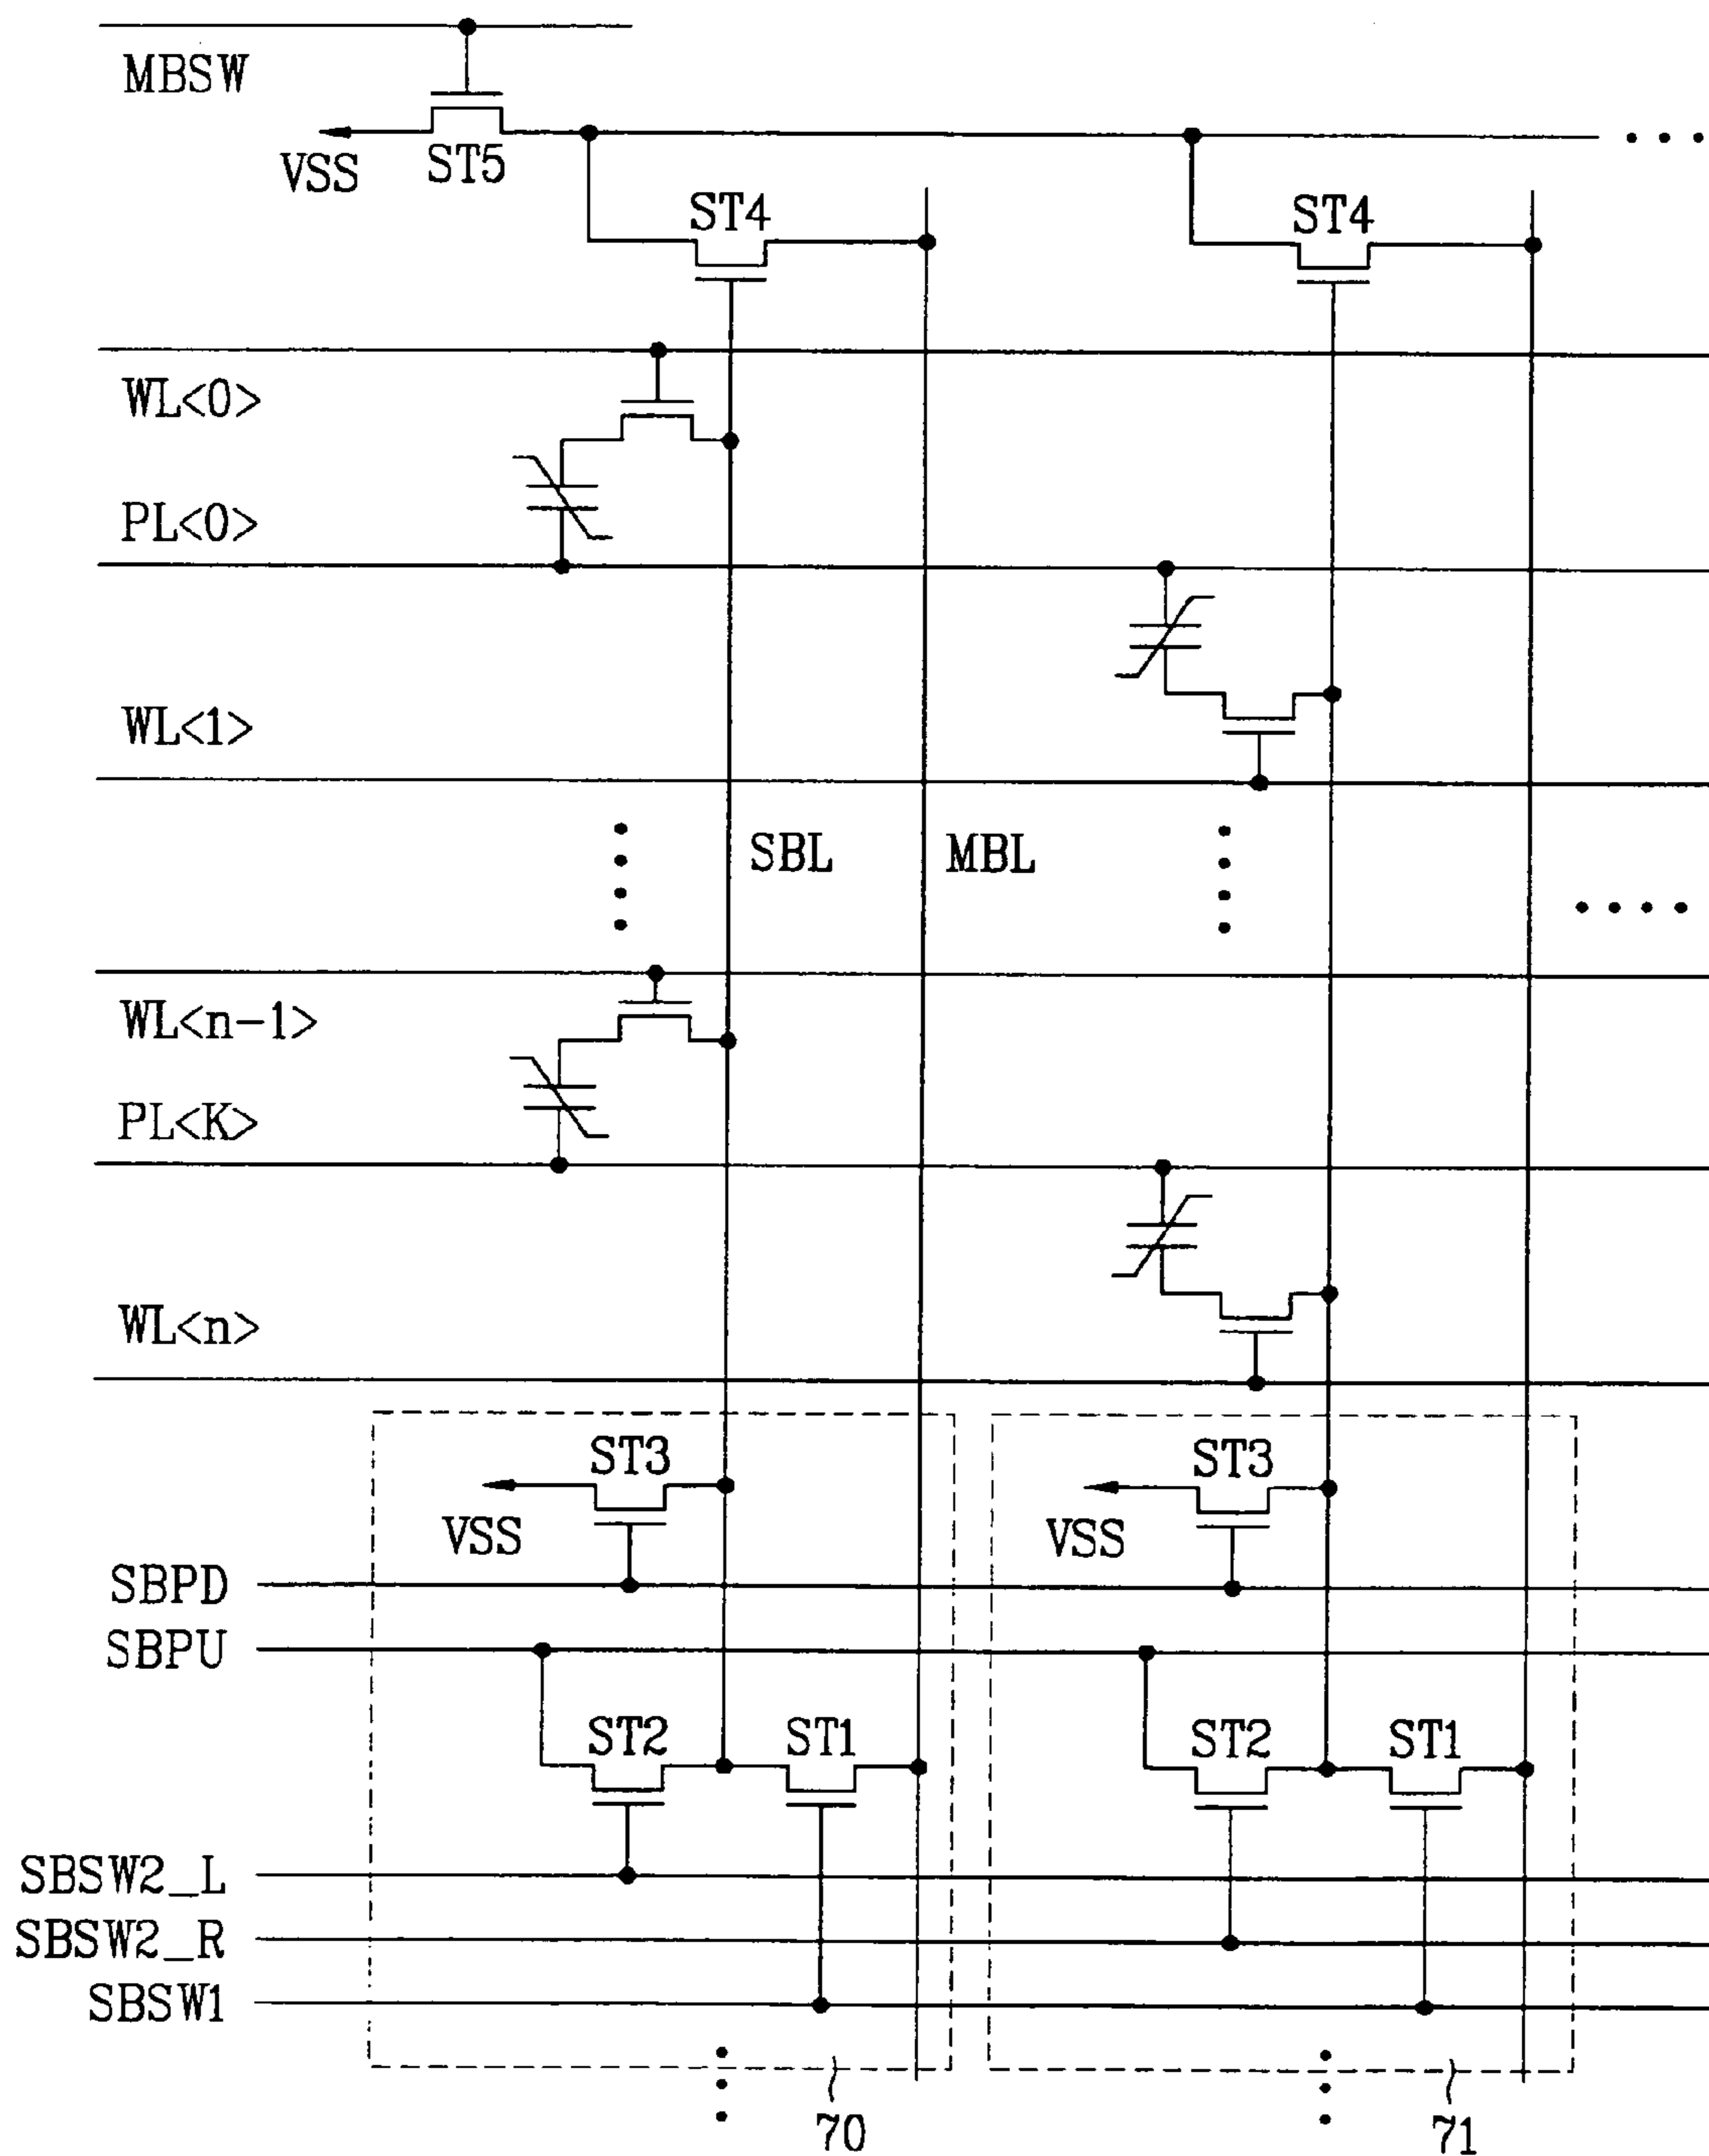 MBSW
VSS
ST5
ST4
ST4
WL<0>
PL<0>
WL<1>
SBL
MBL
WL<n-1>
PL<K>
WL<n>
ST3
ST3
VSS
VSS
SBPD
SBPU
ST2
ST1
ST2
ST1
SBSW2_L
SBSW2_R
SBSW1
70
71